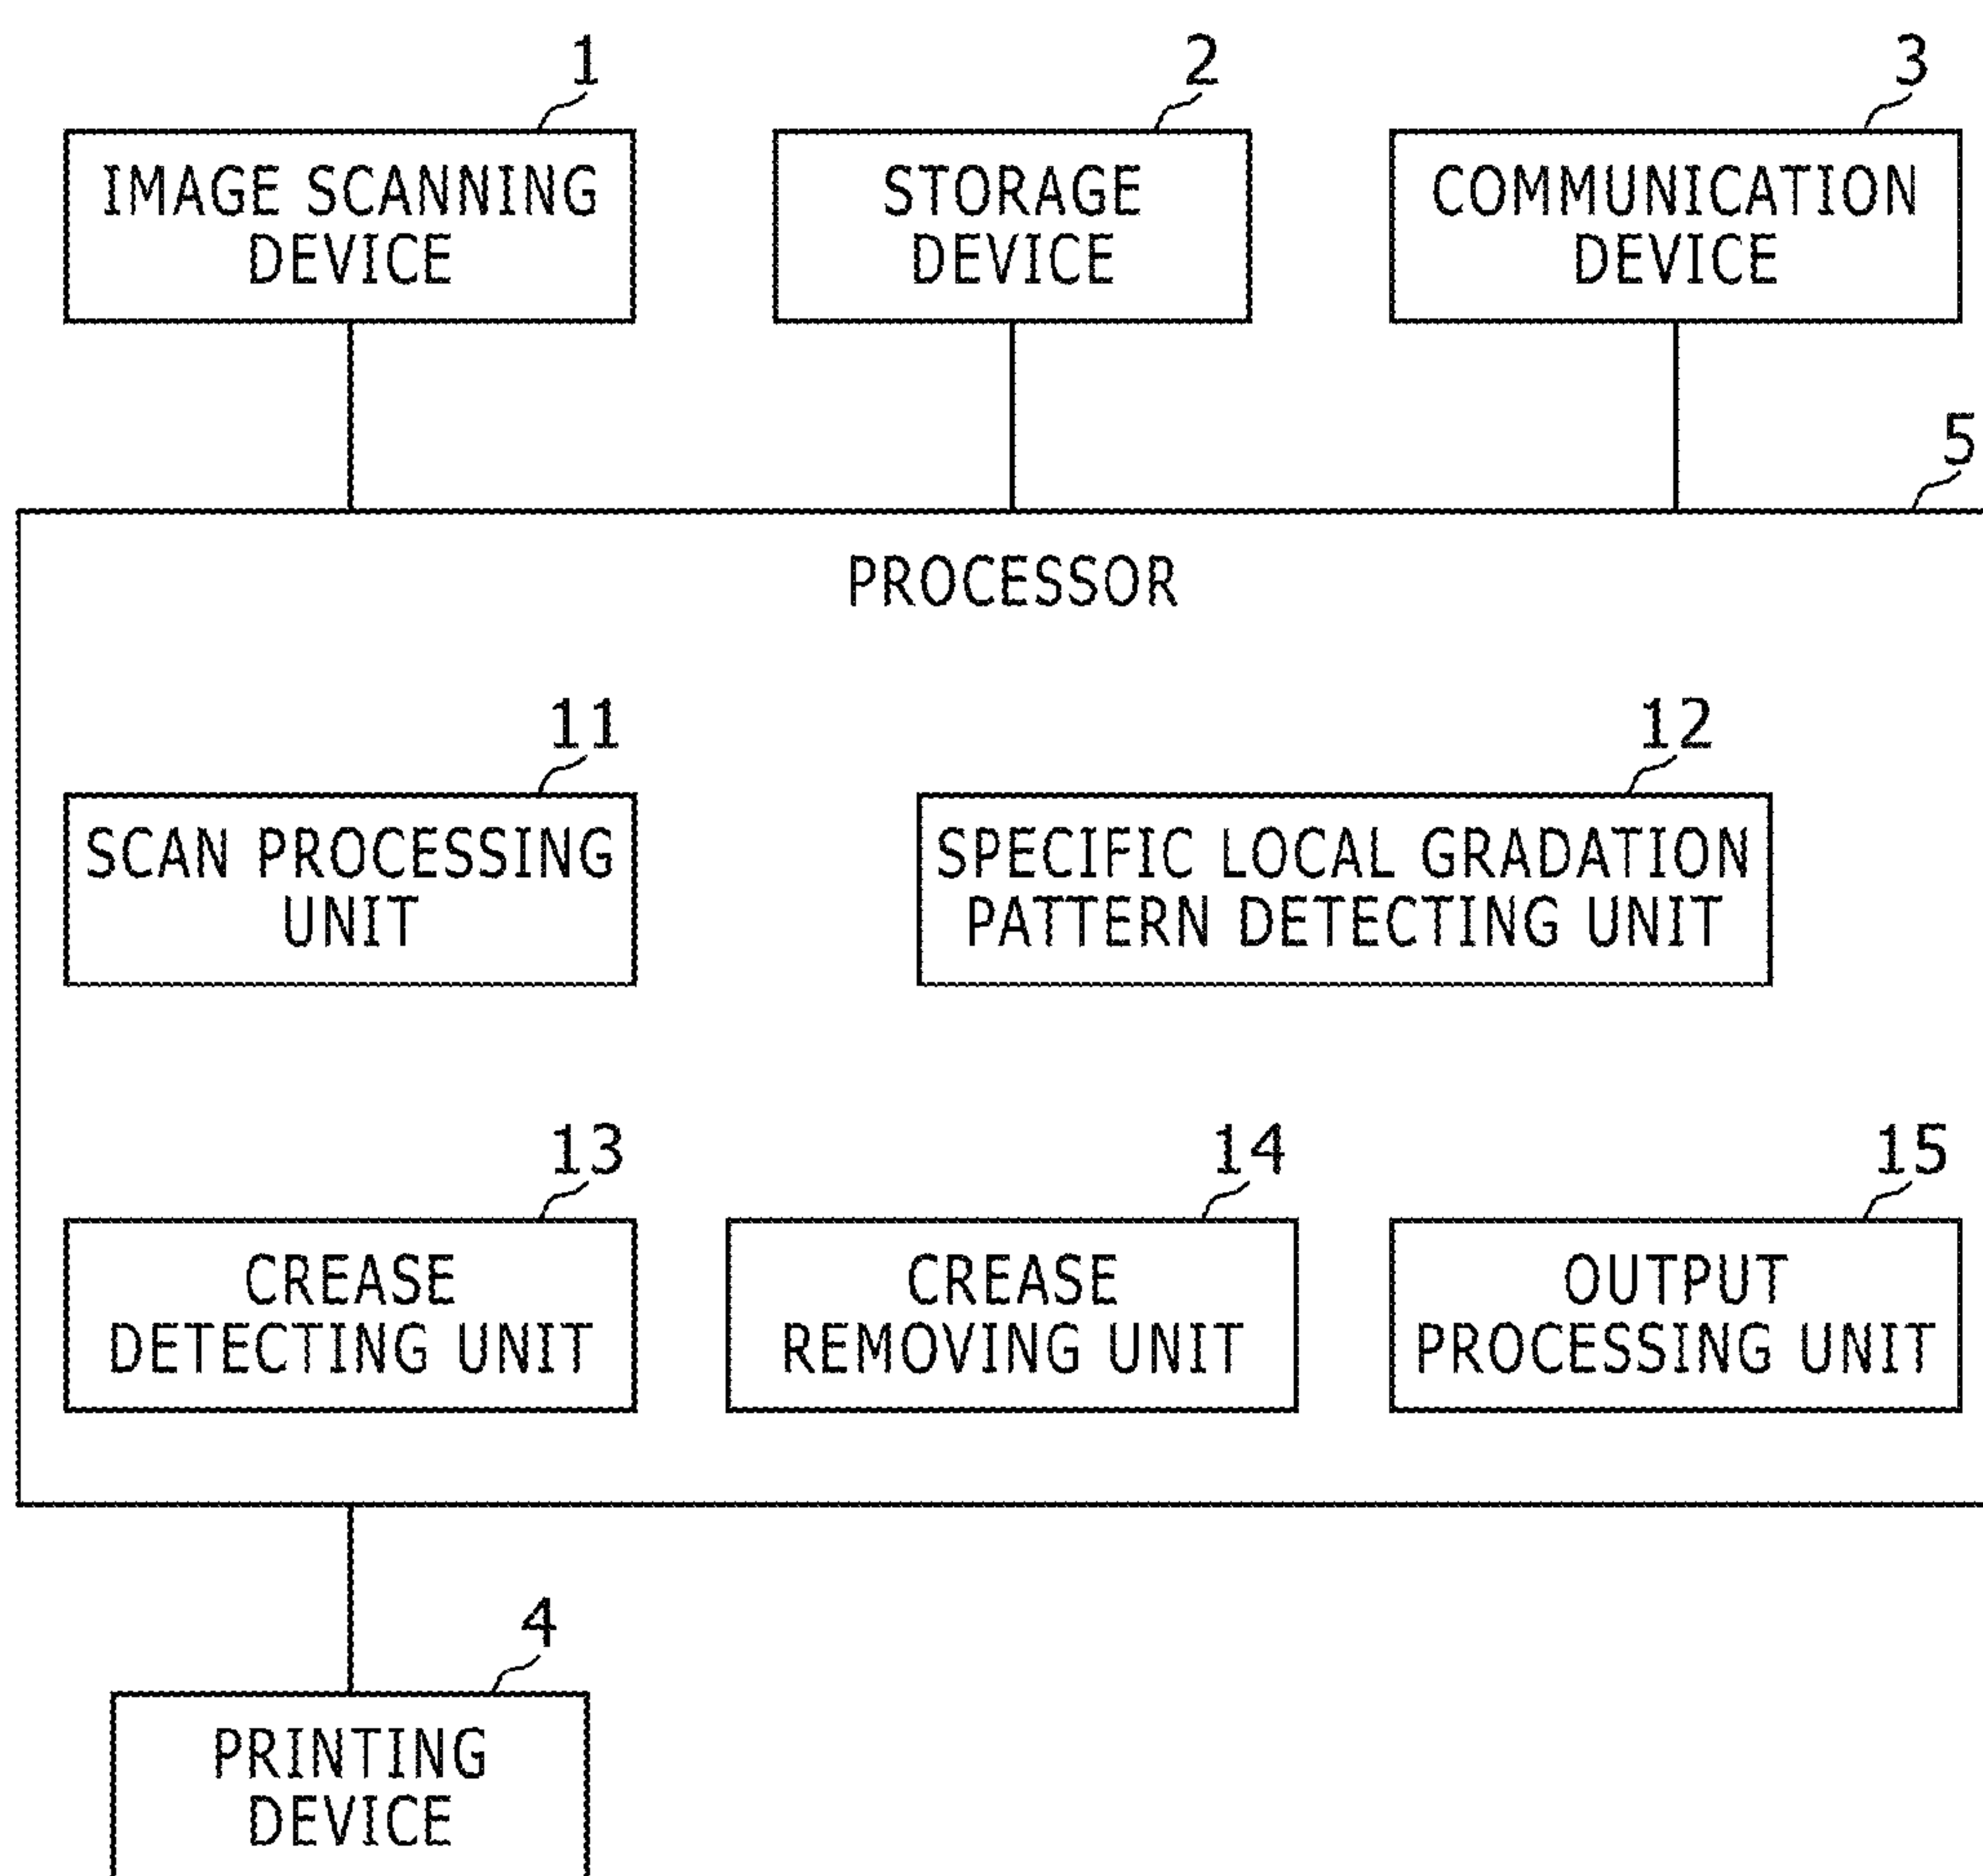 1
2
3
IMAGE SCANNING
DEVICE
STORAGE
DEVICE
COMMUNICATION
DEVICE
5
PROCESSOR
11
12
SCAN PROCESSING
UNIT
SPECIFIC LOCAL GRADATION
PATTERN DETECTING UNIT
13
14
15
CREASE
DETECTING UNIT
CREASE
REMOVING UNIT
OUTPUT
PROCESSING UNIT
4
PRINTING
DEVICE